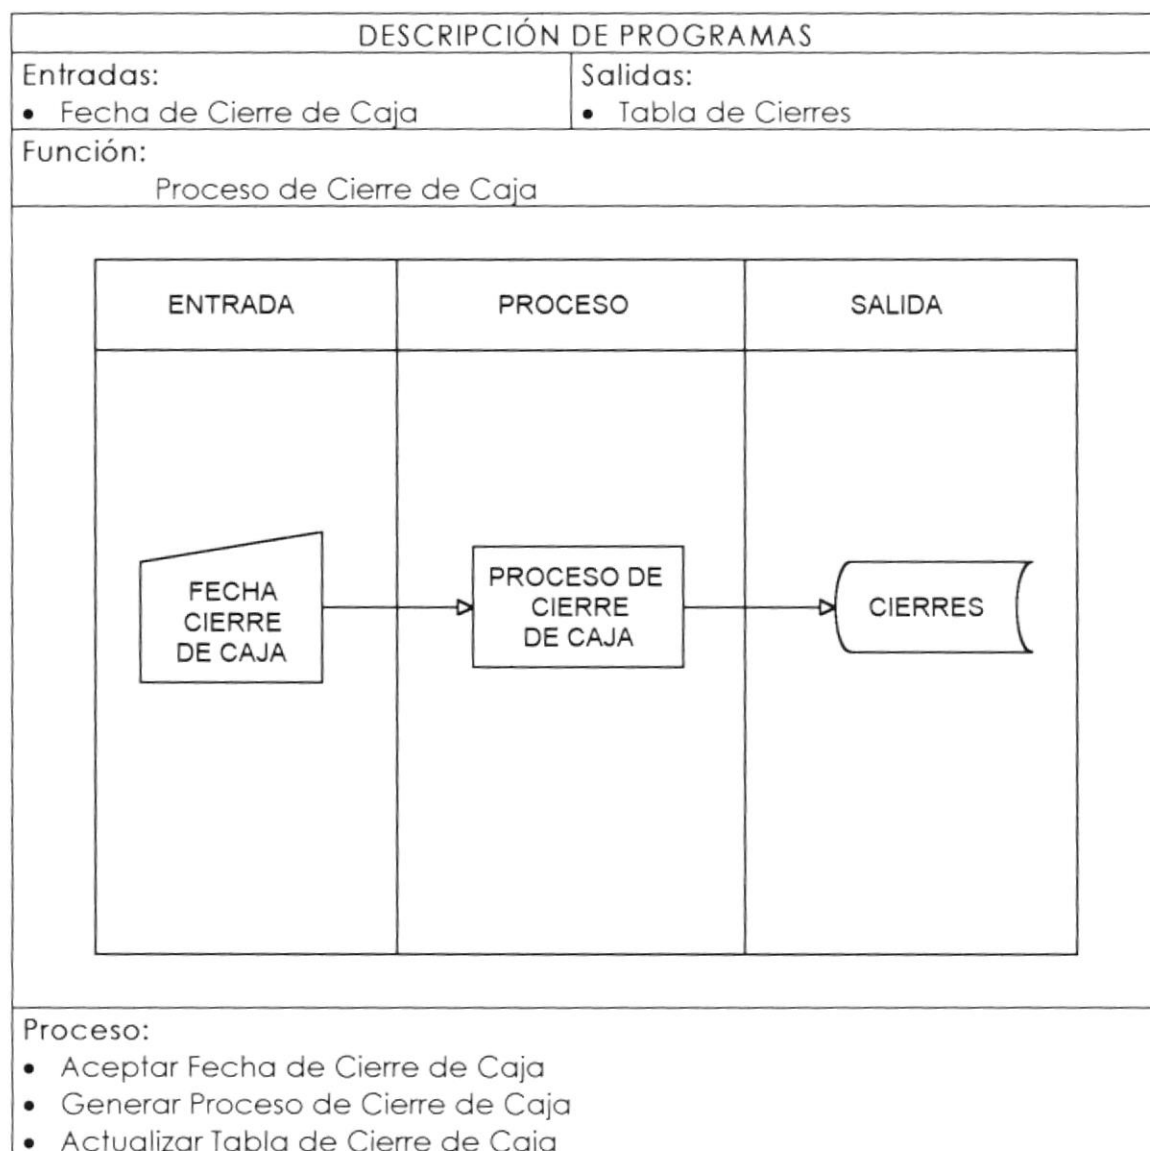 DESCRIPCIÓN DE PROGRAMAS
Entradas:
• Fecha de Cierre de Caja
Salidas:
• Tabla de Cierres
Función:
Proceso de Cierre de Caja
ENTRADA
PROCESO
SALIDA
FECHA
CIERRE
DE CAJA
PROCESO DE
CIERRE
DE CAJA
CIERRES
Proceso:
• Aceptar Fecha de Cierre de Caja
• Generar Proceso de Cierre de Caja
• Actualizar Tabla de Cierre de Caja